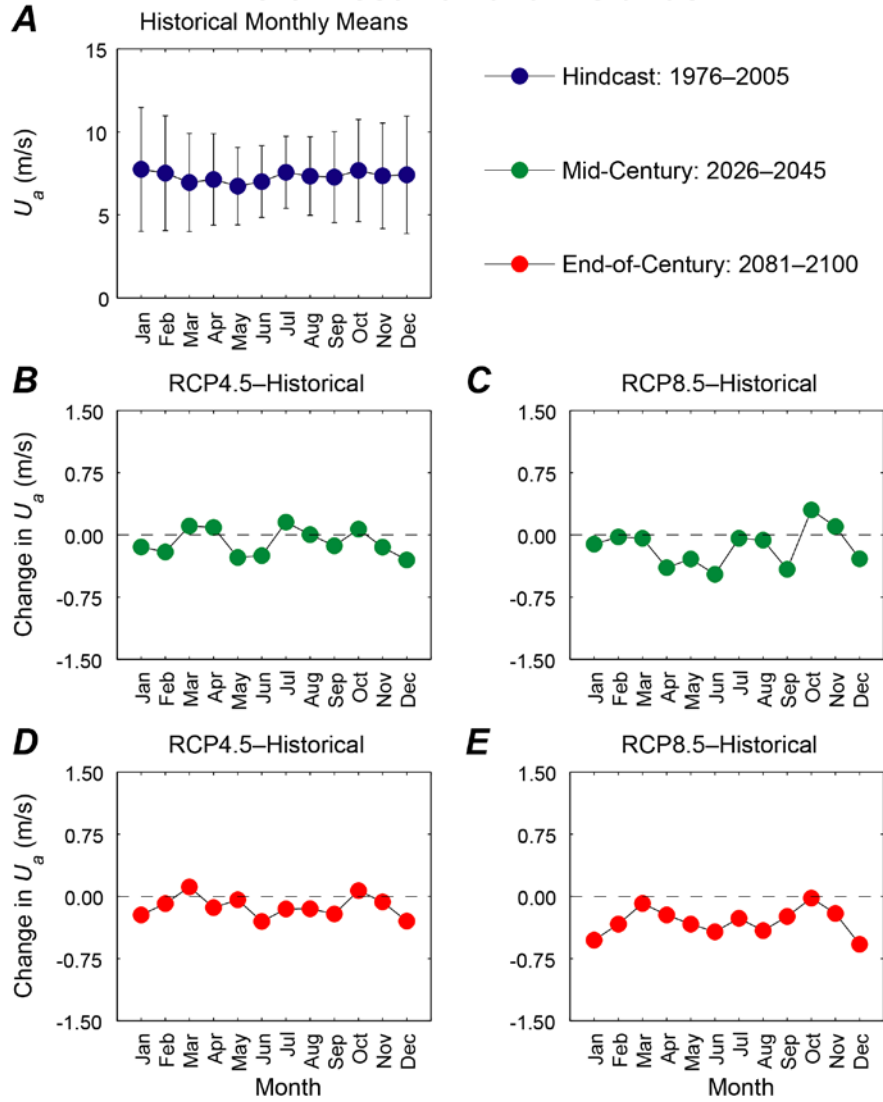 A
Historical Monthly Means
15
10
5
0
U_a (m/s)
Jan
Feb
Mar
Apr
May
Jun
Jul
Aug
Sep
Oct
Nov
Dec
Hindcast: 1976–2005
Mid-Century: 2026–2045
End-of-Century: 2081–2100
B
RCP4.5–Historical
1.50
0.75
0.00
-0.75
-1.50
Change in U_a (m/s)
Jan
Feb
Mar
Apr
May
Jun
Jul
Aug
Sep
Oct
Nov
Dec
C
RCP8.5–Historical
1.50
0.75
0.00
-0.75
-1.50
Jan
Feb
Mar
Apr
May
Jun
Jul
Aug
Sep
Oct
Nov
Dec
D
RCP4.5–Historical
1.50
0.75
0.00
-0.75
-1.50
Change in U_a (m/s)
Jan
Feb
Mar
Apr
May
Jun
Jul
Aug
Sep
Oct
Nov
Dec
Month
E
RCP8.5–Historical
1.50
0.75
0.00
-0.75
-1.50
Jan
Feb
Mar
Apr
May
Jun
Jul
Aug
Sep
Oct
Nov
Dec
Month